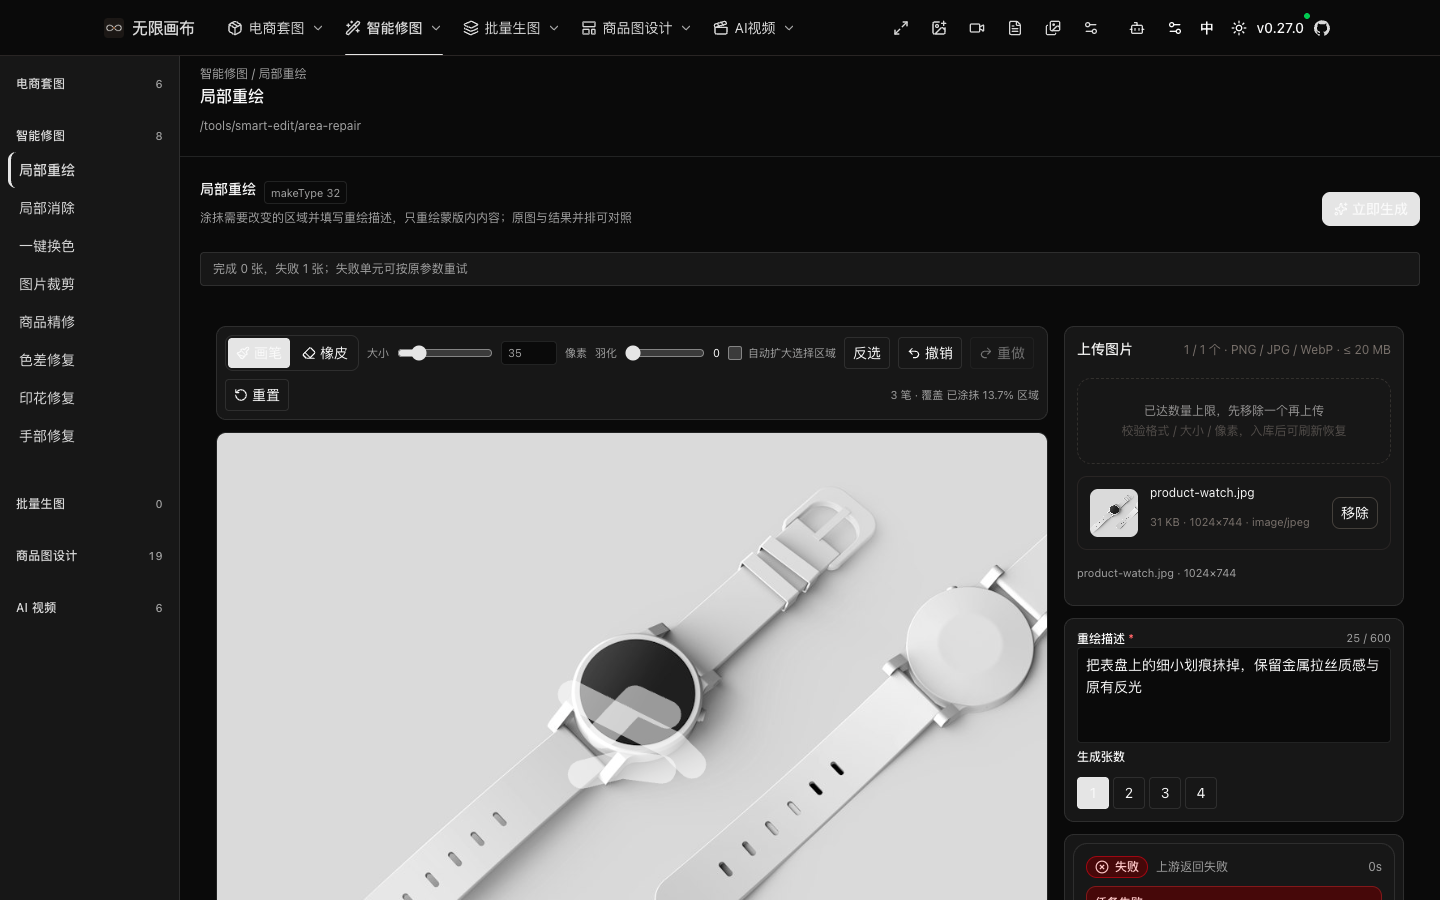 无限画布
电商套图
智能修图
批量生图
商品图设计
AI视频
中
v0.27.0
电商套图 6
智能修图 8
局部重绘
局部消除
一键换色
图片裁剪
商品精修
色差修复
印花修复
手部修复
批量生图 0
商品图设计 19
AI 视频 6
智能修图 / 局部重绘
局部重绘
/tools/smart-edit/area-repair
局部重绘 makeType 32
涂抹需要改变的区域并填写重绘描述，只重绘蒙版内内容；原图与结果并排可对照
立即生成
完成 0 张，失败 1 张；失败单元可按原参数重试
画笔 橡皮 大小 35 像素 羽化 0 自动扩大选择区域 反选 撤销 重做
重置 3 笔 · 覆盖 已涂抹 13.7% 区域
上传图片 1 / 1 个 · PNG / JPG / WebP · ≤ 20 MB
已达数量上限，先移除一个再上传
校验格式 / 大小 / 像素，入库后可刷新恢复
product-watch.jpg
31 KB · 1024×744 · image/jpeg
移除
product-watch.jpg · 1024×744
重绘描述 * 25 / 600
把表盘上的细小划痕抹掉，保留金属拉丝质感与
原有反光
生成张数
1 2 3 4
失败 上游返回失败 0s
任务失败